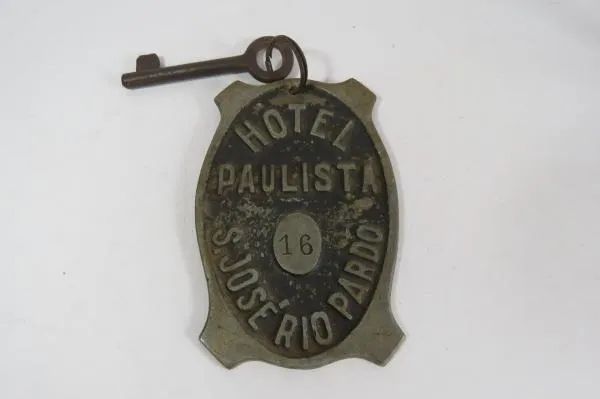 HOTEL
PAULISTA
16
S. JOSÉ RIO PARDO